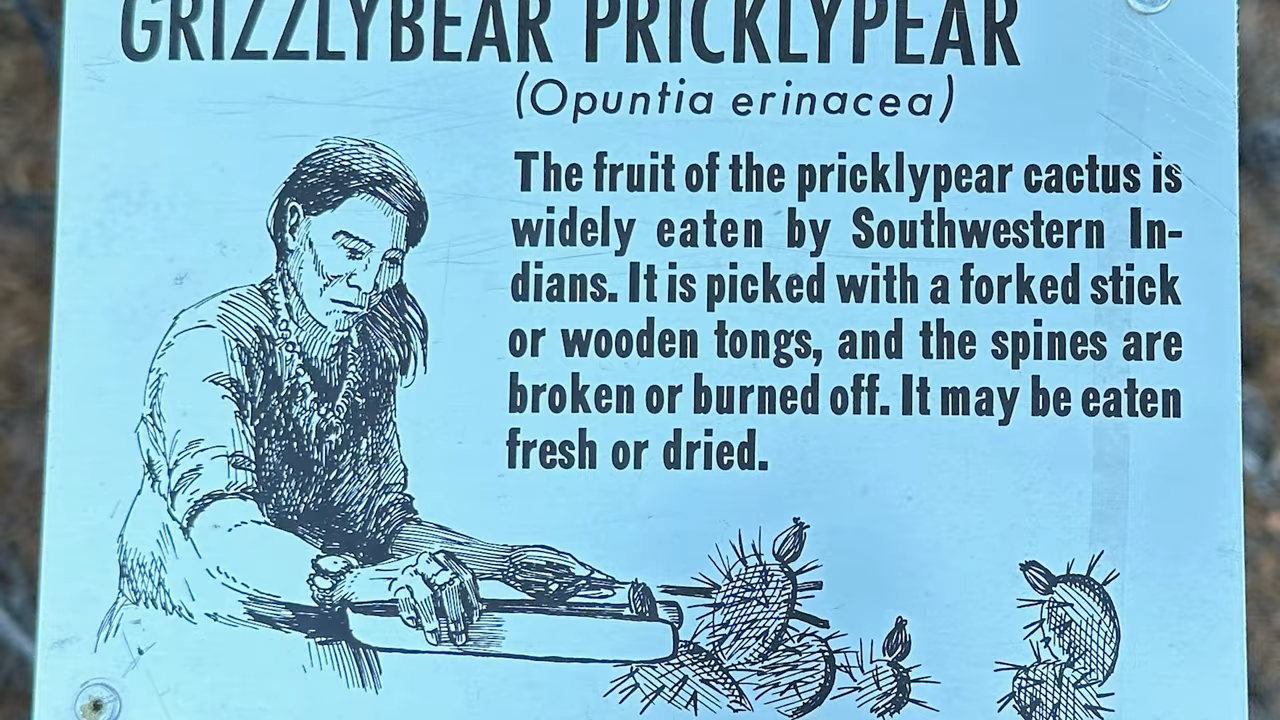 GRIZZLYBEAR PRICKLYPEAR
(Opuntia erinacea)
The fruit of the pricklypear cactus is
widely eaten by Southwestern In-
dians. It is picked with a forked stick
or wooden tongs, and the spines are
broken or burned off. It may be eaten
fresh or dried.